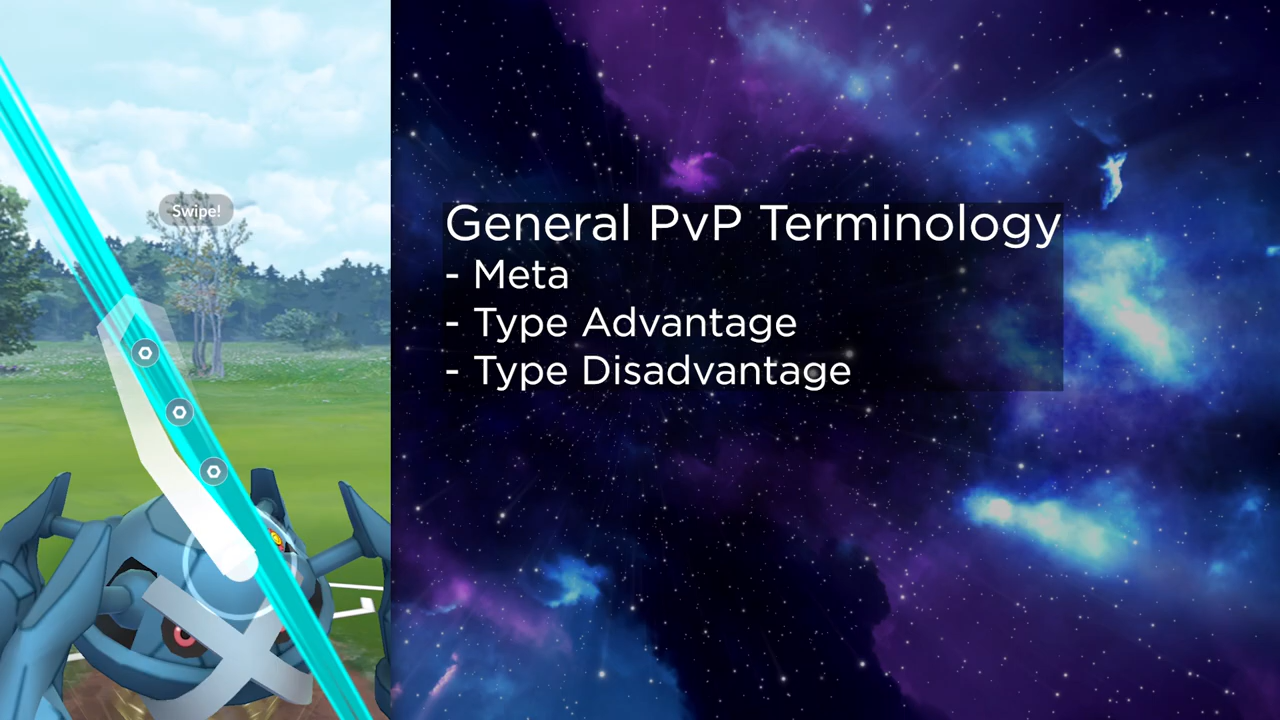 Swipe!
General PvP Terminology
- Meta
- Type Advantage
- Type Disadvantage